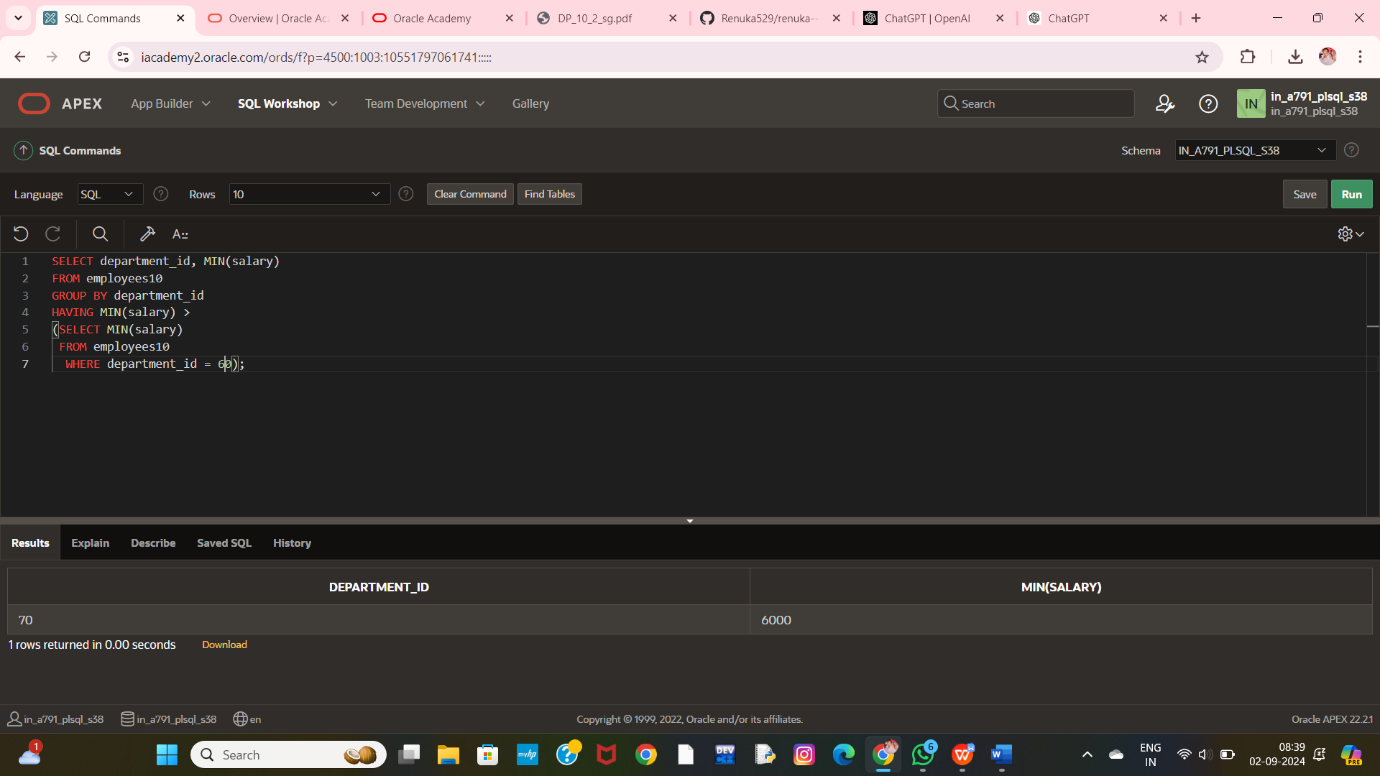 SQL Commands
Overview | Oracle Aca
Oracle Academy
DP_10_2_sg.pdf
Renuka529/renuka--
ChatGPT | OpenAI
ChatGPT
iacademy2.oracle.com/ords/f?p=4500:1003:10551797061741:::::
APEX
App Builder
SQL Workshop
Team Development
Gallery
Search
IN
in_a791_plsql_s38
in_a791_plsql_s38
SQL Commands
Schema
IN_A791_PLSQL_S38
Language
SQL
Rows
10
Clear Command
Find Tables
Save
Run
1 SELECT department_id, MIN(salary)
2 FROM employees10
3 GROUP BY department_id
4 HAVING MIN(salary) >
5 (SELECT MIN(salary)
6 FROM employees10
7 WHERE department_id = 60);
Results
Explain
Describe
Saved SQL
History
DEPARTMENT_ID
MIN(SALARY)
70
6000
1 rows returned in 0.00 seconds
Download
in_a791_plsql_s38
in_a791_plsql_s38
en
Copyright © 1999, 2022, Oracle and/or its affiliates.
Oracle APEX 22.2.1
1
Search
myhp
DEV
6
ENG
IN
08:39
02-09-2024
PRE